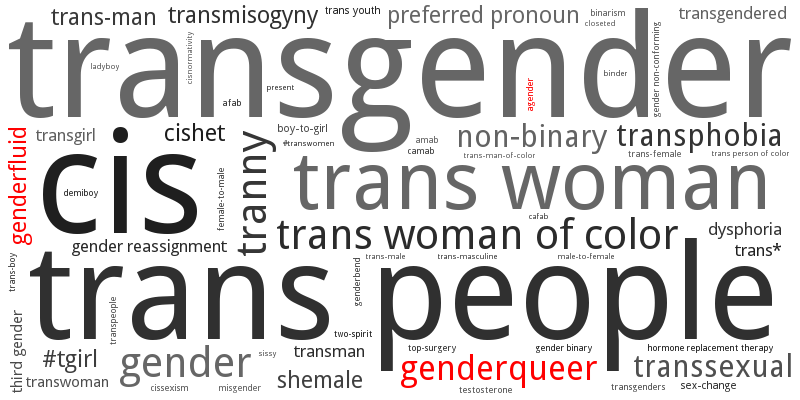 trans-man
transmisogyny
trans youth
preferred pronoun
binarism
closeted
transgendered
transgender
ladyboy
cisnormativity
afab
present
agender
binder
gender non-conforming
genderfluid
transgirl
cishet
boy-to-girl
*transwomen
amab
camab
non-binary
transphobia
trans-man-of-color
trans-female
trans person of color
cis
demiboy
female-to-male
tranny
trans woman
cafab
trans woman of color
dysphoria
trans*
gender reassignment
trans-boy
trans people
transpeople
genderbend
trans-male
trans-masculine
male-to-female
two-spirit
third gender
#tgirl
transwoman
gender
sissy
transman
shemale
cissexism
misgender
top-surgery
gender binary
hormone replacement therapy
genderqueer
transsexual
testosterone
transgenders
sex-change